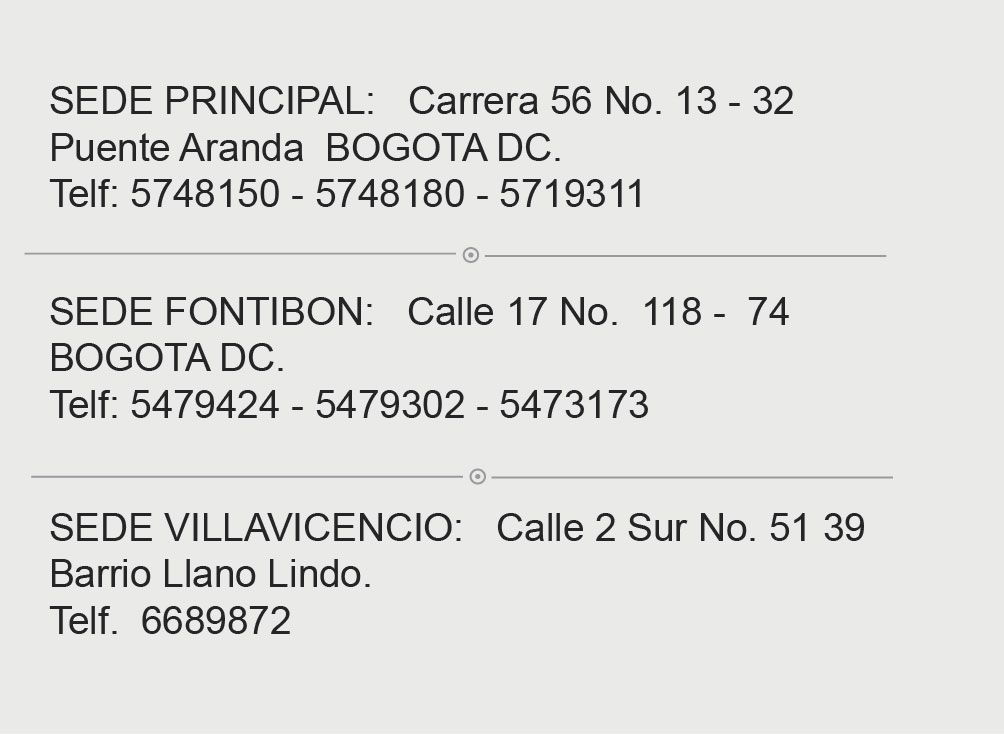 SEDE PRINCIPAL: Carrera 56 No. 13 - 32
Puente Aranda BOGOTA DC.
Telf: 5748150 - 5748180 - 5719311
SEDE FONTIBON: Calle 17 No. 118 - 74
BOGOTA DC.
Telf: 5479424 - 5479302 - 5473173
SEDE VILLAVICENCIO: Calle 2 Sur No. 51 39
Barrio Llano Lindo.
Telf. 6689872